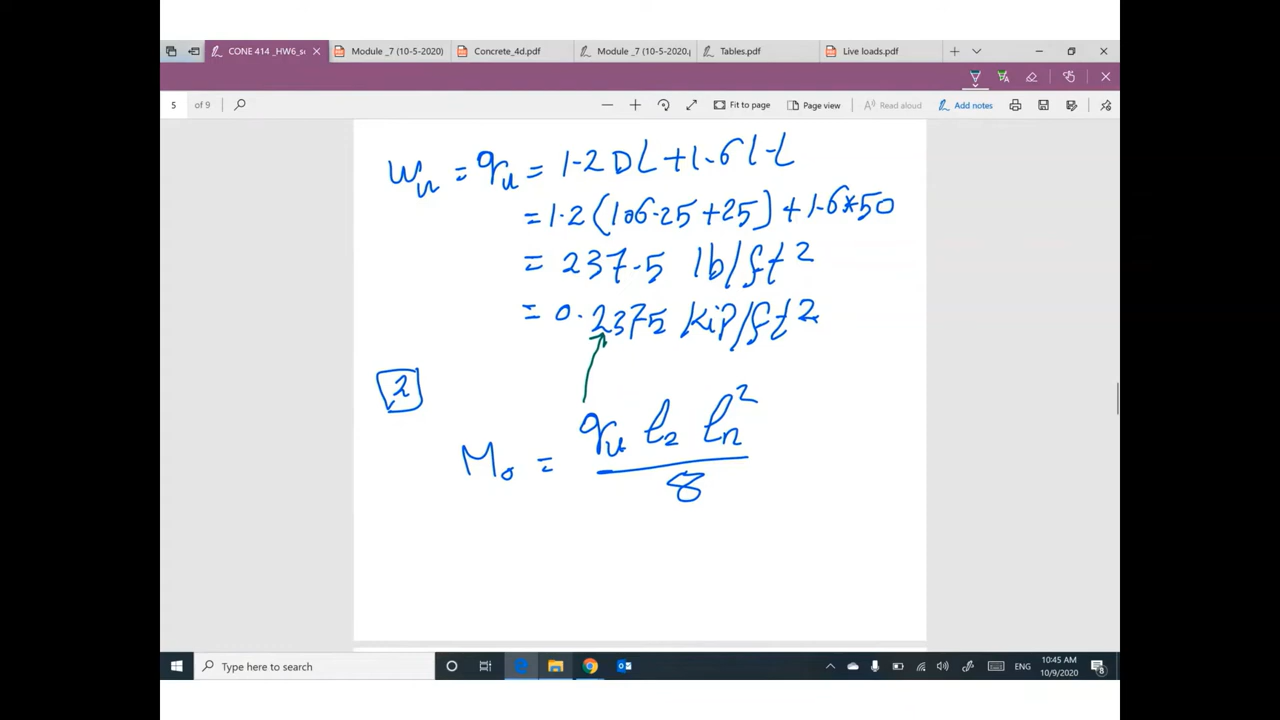 CONE 414 _HW6_s
Module _7 (10-5-2020)
Concrete_4d.pdf
Module _7 (10-5-2020).p
Tables.pdf
Live loads.pdf
5 of 9
Fit to page
Page view
Read aloud
Add notes
Wu = qu = 1.2 DL + 1.6 L.L
= 1.2 (106.25 + 25) + 1.6 * 50
= 237.5 lb/ft²
= 0.2375 Kip/ft²
2
Mo = qu l₂ ln² / 8
Type here to search
ENG
10:45 AM
10/9/2020
8